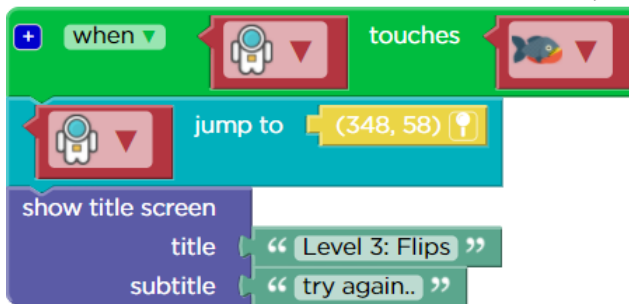 when touches
jump to (348, 58)
show title screen
title “ Level 3: Flips ”
subtitle “ try again.. ”